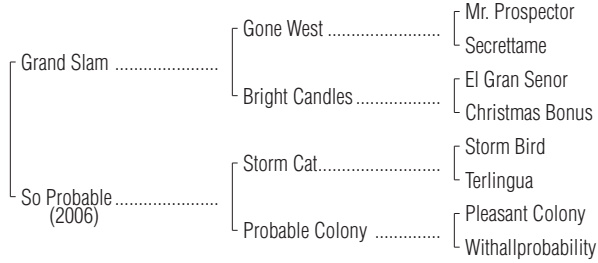 Mr. Prospector
Gone West ....................
Secrettame
Grand Slam ......................
El Gran Senor
Bright Candles ..................
Christmas Bonus
Storm Bird
Storm Cat..........................
Terlingua
So Probable ......................
(2006)
Pleasant Colony
Probable Colony ..............
Withallprobability